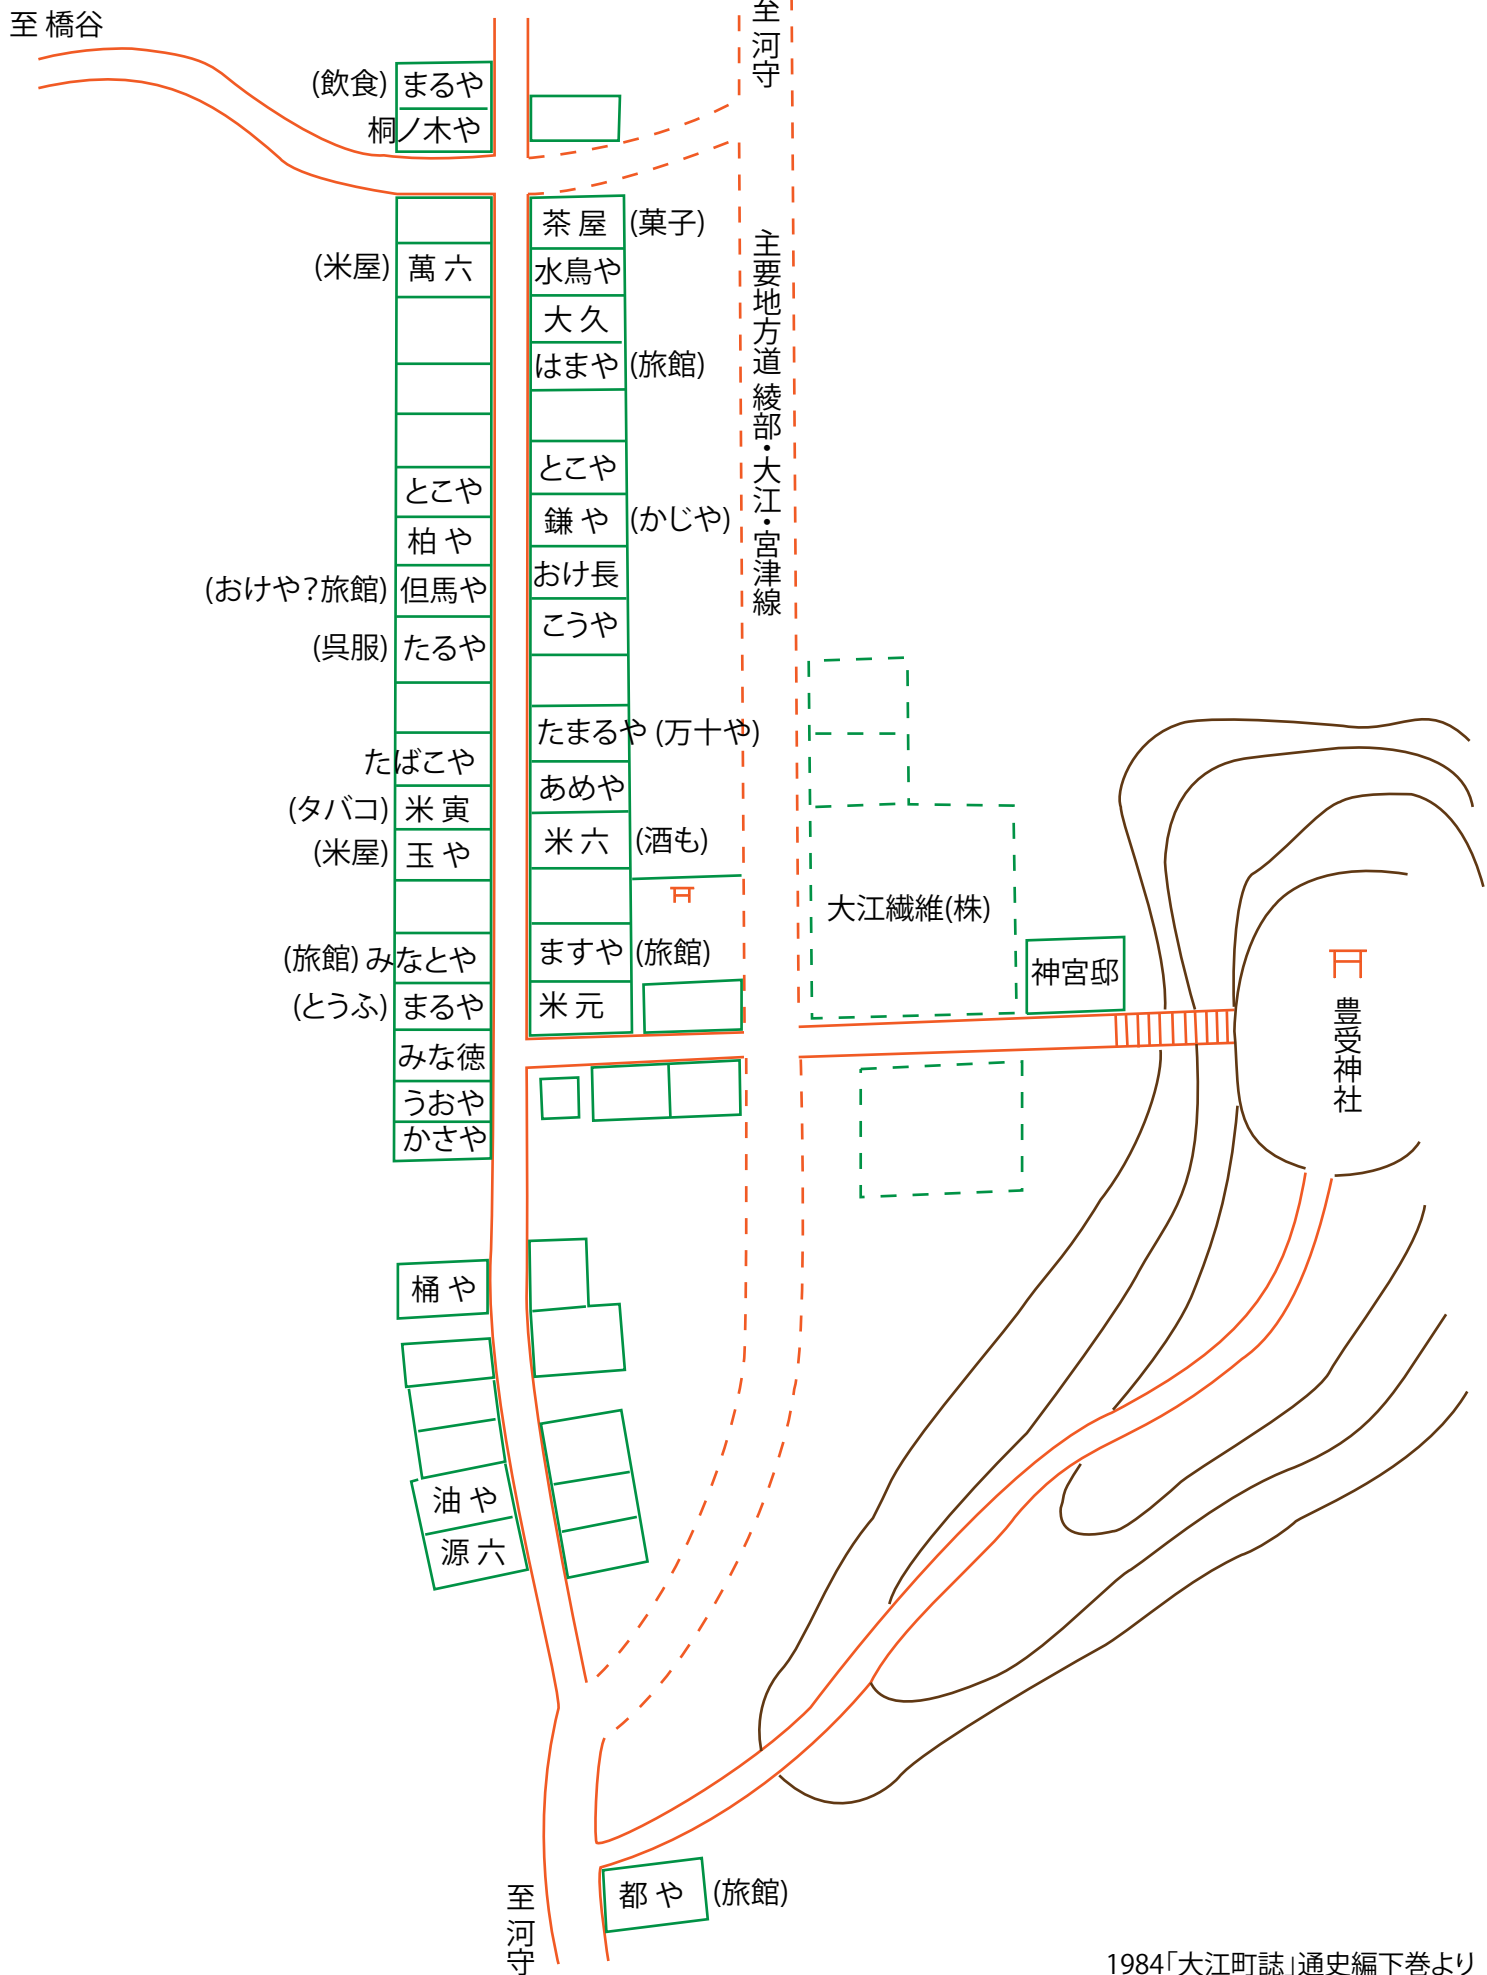 至 橋谷
至 河守
(飲食) まるや
桐ノ木や
茶 屋 (菓子)
(米屋) 萬 六
水鳥や
大 久
はまや (旅館)
主要地方道 綾部・大江・宮津線
とこや
とこや
鎌 や (かじや)
柏 や
おけ長
(おけや?旅館) 但馬や
こうや
(呉服) たるや
たまるや (万十や)
たばこや
あめや
(タバコ) 米 寅
米 六 (酒も)
(米屋) 玉 や
大江繊維(株)
ますや (旅館)
(旅館) みなとや
神宮邸
(とうふ) まるや
米 元
豊受神社
みな徳
うおや
かさや
桶 や
油 や
源 六
都 や (旅館)
至 河守
1984「大江町誌」通史編下巻より